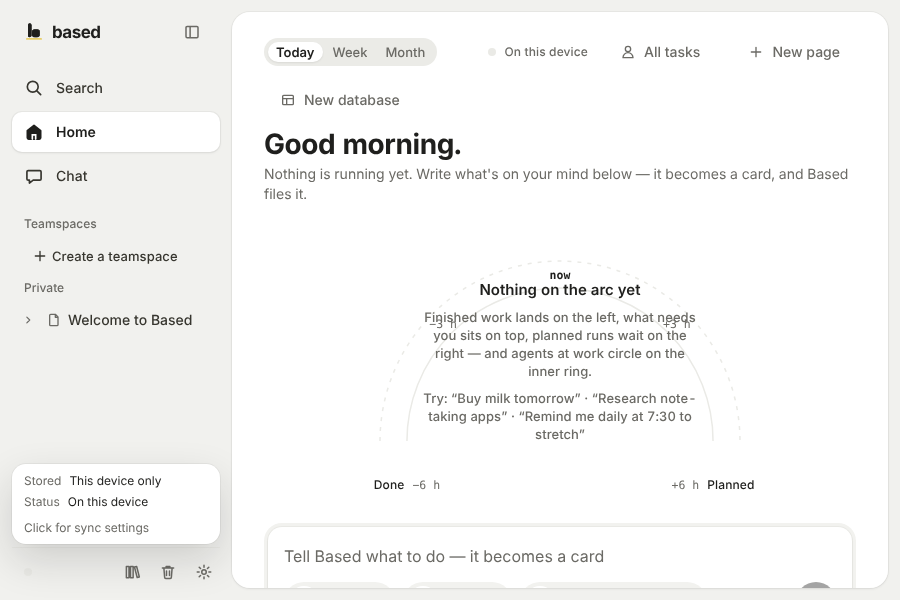 based
Search
Home
Chat
Teamspaces
Create a teamspace
Private
Welcome to Based
Stored This device only
Status On this device
Click for sync settings
Today Week Month
On this device
All tasks
New page
New database
Good morning.
Nothing is running yet. Write what's on your mind below — it becomes a card, and Based
files it.
now
Nothing on the arc yet
−3 h
+3 h
Finished work lands on the left, what needs
you sits on top, planned runs wait on the
right — and agents at work circle on the
inner ring.
Try: “Buy milk tomorrow” · “Research note-
taking apps” · “Remind me daily at 7:30 to
stretch”
Done −6 h
+6 h Planned
Tell Based what to do — it becomes a card